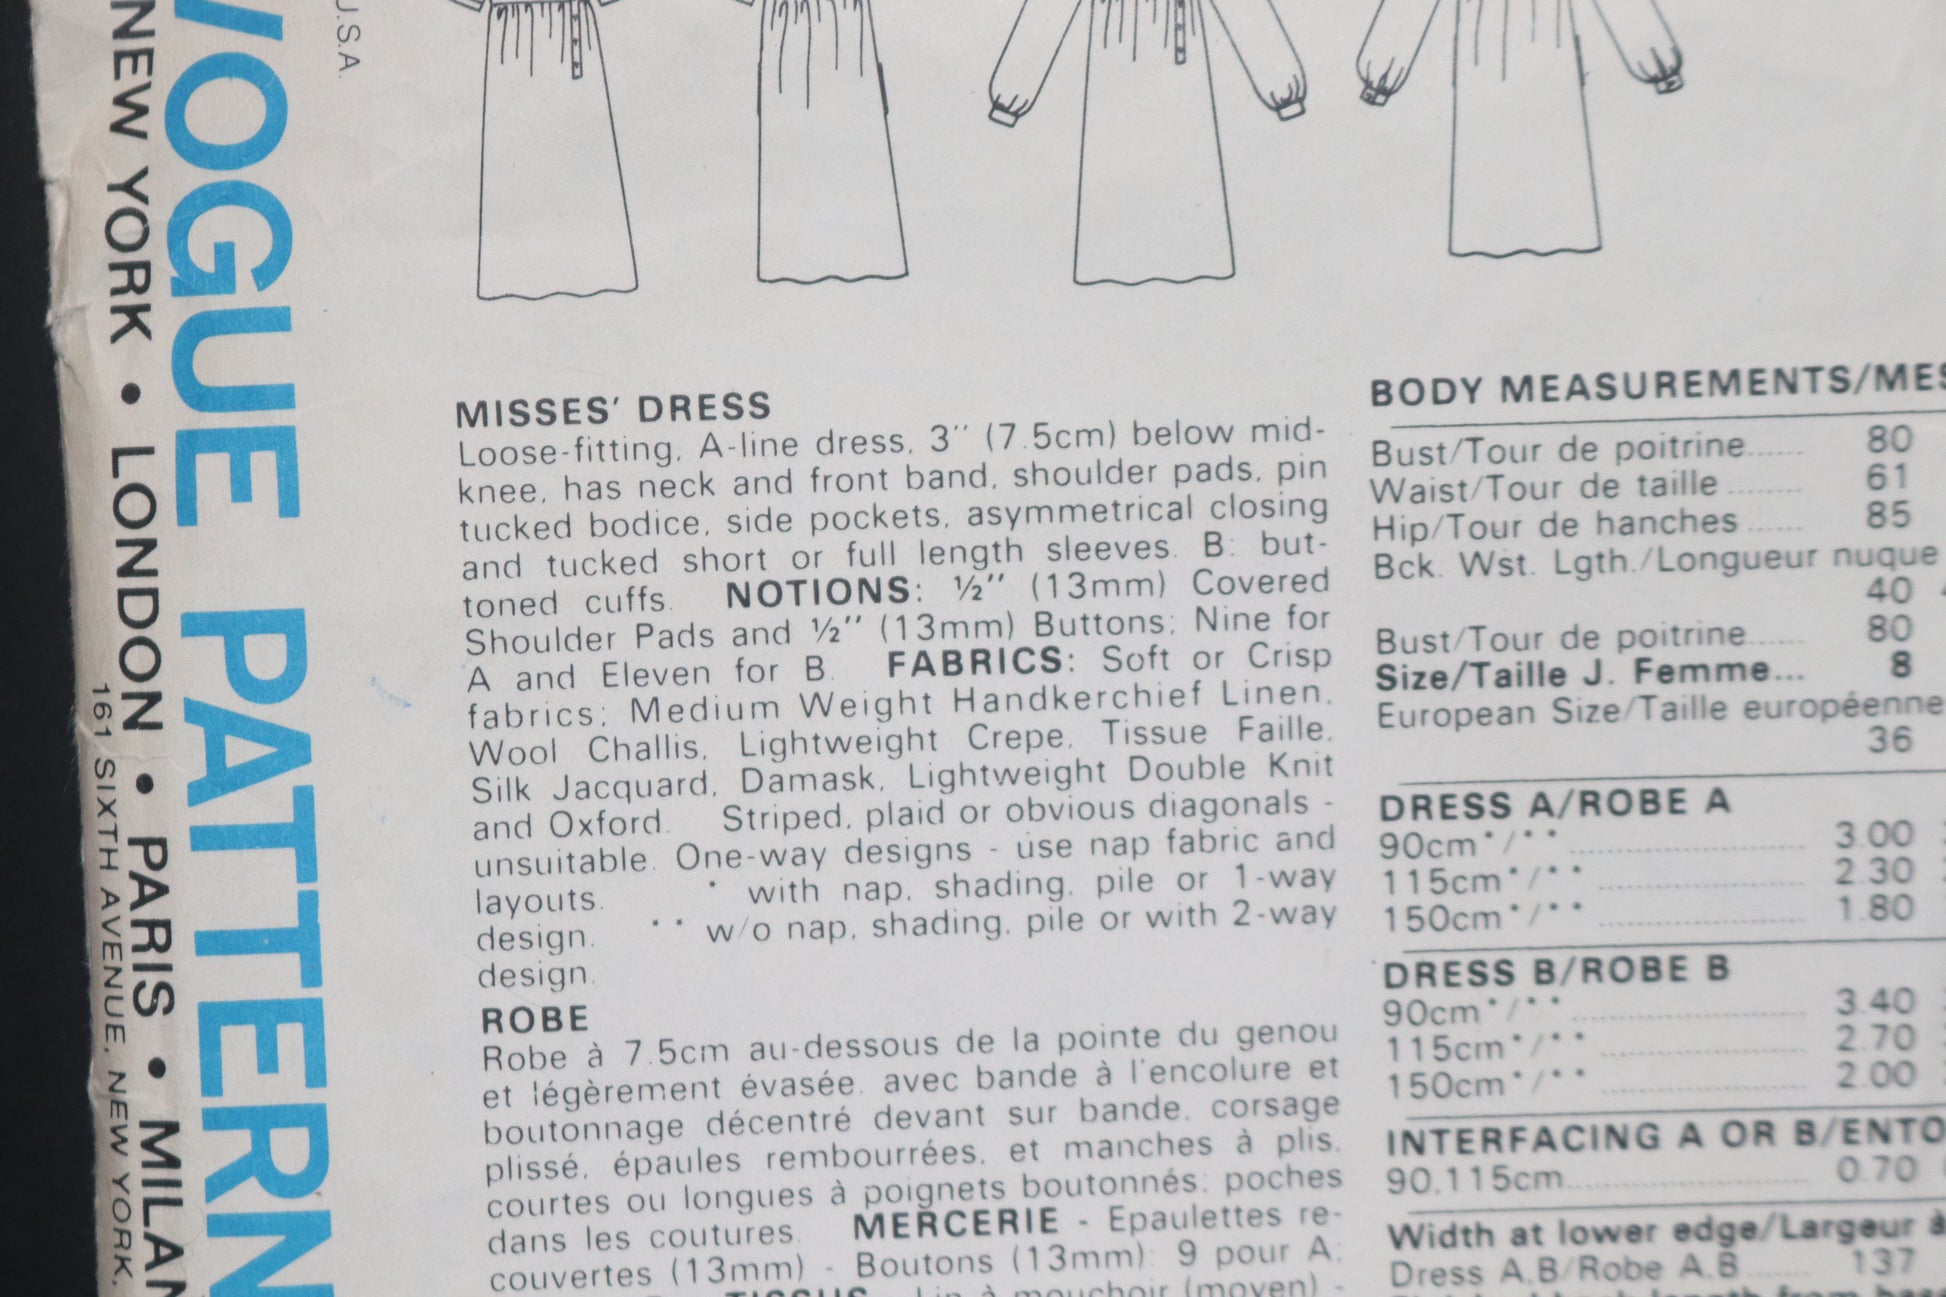 U.S.A.
VOGUE PATTERN
NEW YORK • LONDON • PARIS • MILAN
161 SIXTH AVENUE, NEW YORK,
MISSES' DRESS
Loose-fitting, A-line dress, 3'' (7.5cm) below mid-
knee, has neck and front band, shoulder pads, pin
tucked bodice, side pockets, asymmetrical closing
and tucked short or full length sleeves. B: but-
toned cuffs. NOTIONS: ½'' (13mm) Covered
Shoulder Pads and ½'' (13mm) Buttons; Nine for
A and Eleven for B. FABRICS: Soft or Crisp
fabrics; Medium Weight Handkerchief Linen,
Wool Challis, Lightweight Crepe, Tissue Faille,
Silk Jacquard, Damask, Lightweight Double Knit
and Oxford. Striped, plaid or obvious diagonals -
unsuitable. One-way designs - use nap fabric and
layouts. * with nap, shading, pile or 1-way
design. ** w/o nap, shading, pile or with 2-way
design.
ROBE
Robe à 7.5cm au-dessous de la pointe du genou
et légèrement évasée, avec bande à l'encolure et
boutonnage décentré devant sur bande, corsage
plissé, épaules rembourrées, et manches à plis,
courtes ou longues à poignets boutonnés; poches
dans les coutures. MERCERIE - Epaulettes re-
couvertes (13mm) - Boutons (13mm): 9 pour A;
TISSUS Lin à mouchoir (moyen) -
BODY MEASUREMENTS/MES
Bust/Tour de poitrine...... 80
Waist/Tour de taille ........ 61
Hip/Tour de hanches ...... 85
Bck. Wst. Lgth./Longueur nuque
40
Bust/Tour de poitrine...... 80
Size/Taille J. Femme... 8
European Size/Taille européenne
36
DRESS A/ROBE A
90cm*/** 3.00
115cm*/** 2.30
150cm*/** 1.80
DRESS B/ROBE B
90cm*/** 3.40
115cm*/** 2.70
150cm*/** 2.00
INTERFACING A OR B/ENTO
90,115cm 0.70
Width at lower edge/Largeur à
Dress A,B/Robe A,B 137